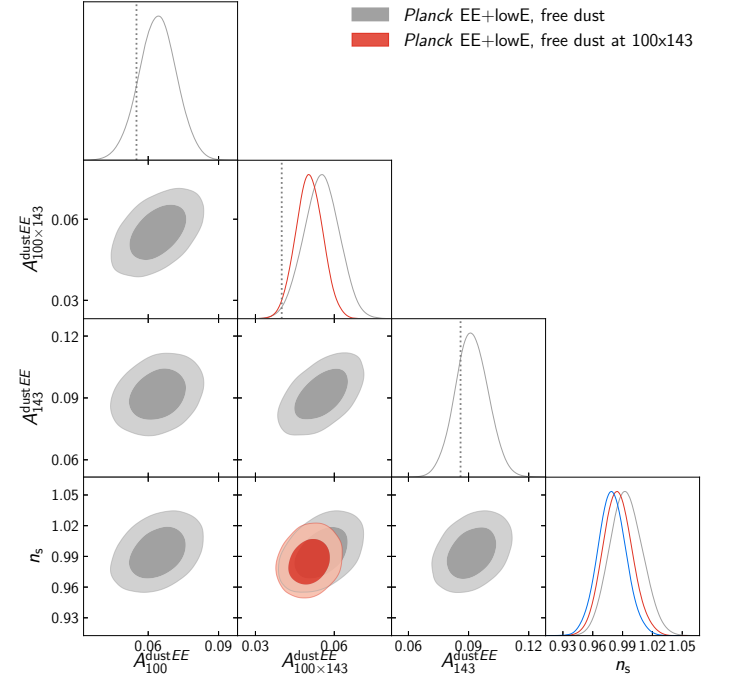 Planck EE+lowE, free dust
Planck EE+lowE, free dust at 100x143
A^{dust EE}_{100×143}
0.06
0.03
A^{dust EE}_{143}
0.12
0.09
0.06
n_s
1.05
1.02
0.99
0.96
0.93
0.06 0.09
0.03 0.06
0.06 0.09 0.12
0.93 0.96 0.99 1.02 1.05
A^{dust EE}_{100}
A^{dust EE}_{100×143}
A^{dust EE}_{143}
n_s